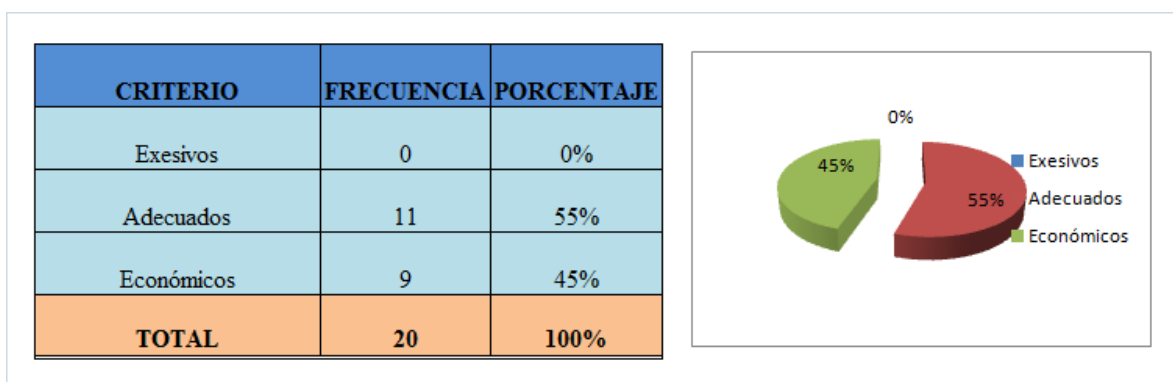 CRITERIO FRECUENCIA PORCENTAJE
Exesivos 0 0%
Adecuados 11 55%
Económicos 9 45%
TOTAL 20 100%
0%
45%
55%
Exesivos
Adecuados
Económicos